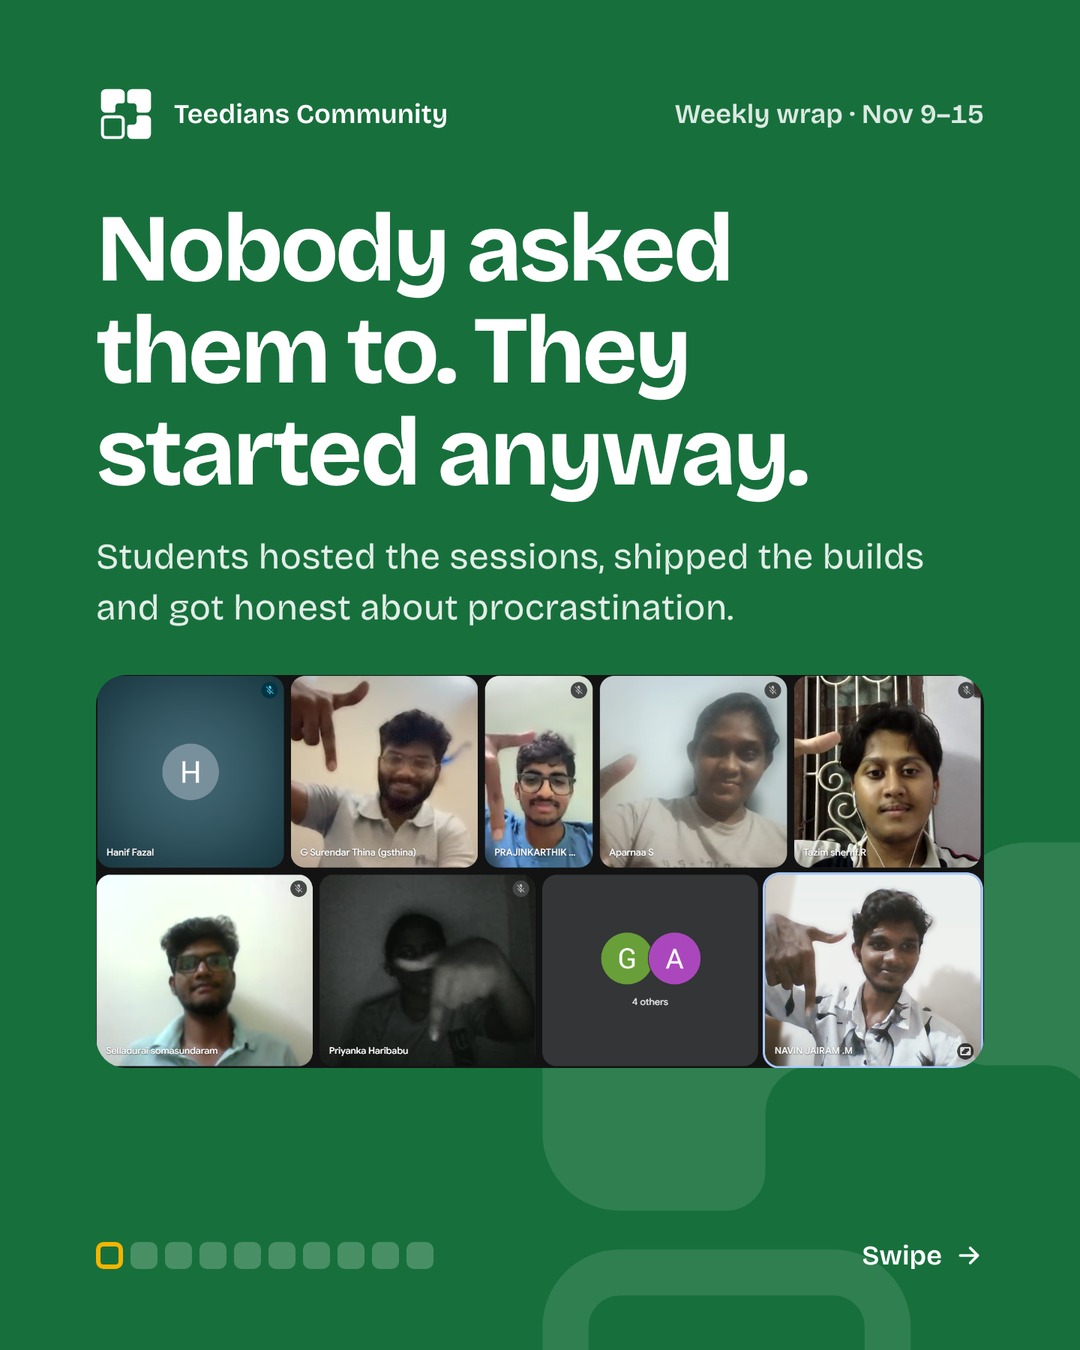 Teedians Community
Weekly wrap · Nov 9–15
Nobody asked
them to. They
started anyway.
Students hosted the sessions, shipped the builds
and got honest about procrastination.
H
Hanif Fazal
G Surendar Thina (gsthina)
PRAJINKARTHIK ...
Aparnaa S
Tazim sheriff.R
Selladurai somasundaram
Priyanka Haribabu
G A
4 others
NAVIN JAIRAM .M
Swipe →